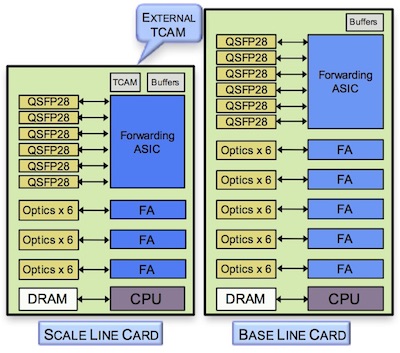 EXTERNAL
TCAM
TCAM
Buffers
QSFP28
QSFP28
QSFP28
QSFP28
QSFP28
QSFP28
Forwarding
ASIC
Optics x 6
FA
Optics x 6
FA
Optics x 6
FA
DRAM
CPU
SCALE LINE CARD
Buffers
QSFP28
QSFP28
QSFP28
QSFP28
QSFP28
QSFP28
Forwarding
ASIC
Optics x 6
FA
Optics x 6
FA
Optics x 6
FA
Optics x 6
FA
Optics x 6
FA
DRAM
CPU
BASE LINE CARD